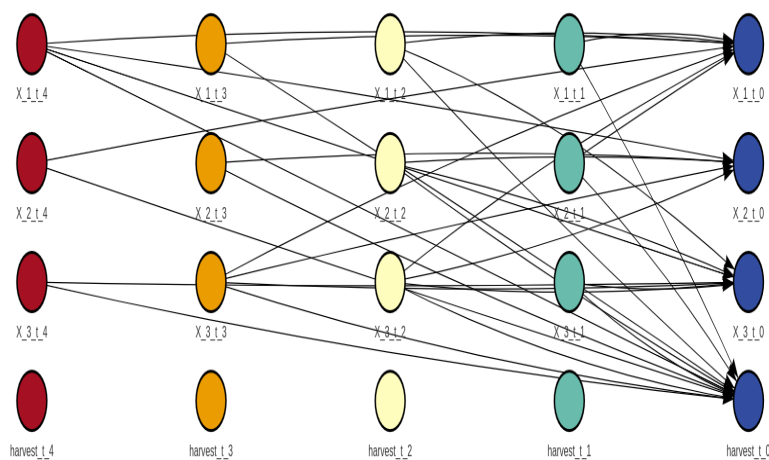 X_1_t_4 X_1_t_3 X_1_t_2 X_1_t_1 X_1_t_0
X_2_t_4 X_2_t_3 X_2_t_2 X_2_t_1 X_2_t_0
X_3_t_4 X_3_t_3 X_3_t_2 X_3_t_1 X_3_t_0
harvest_t_4 harvest_t_3 harvest_t_2 harvest_t_1 harvest_t_0